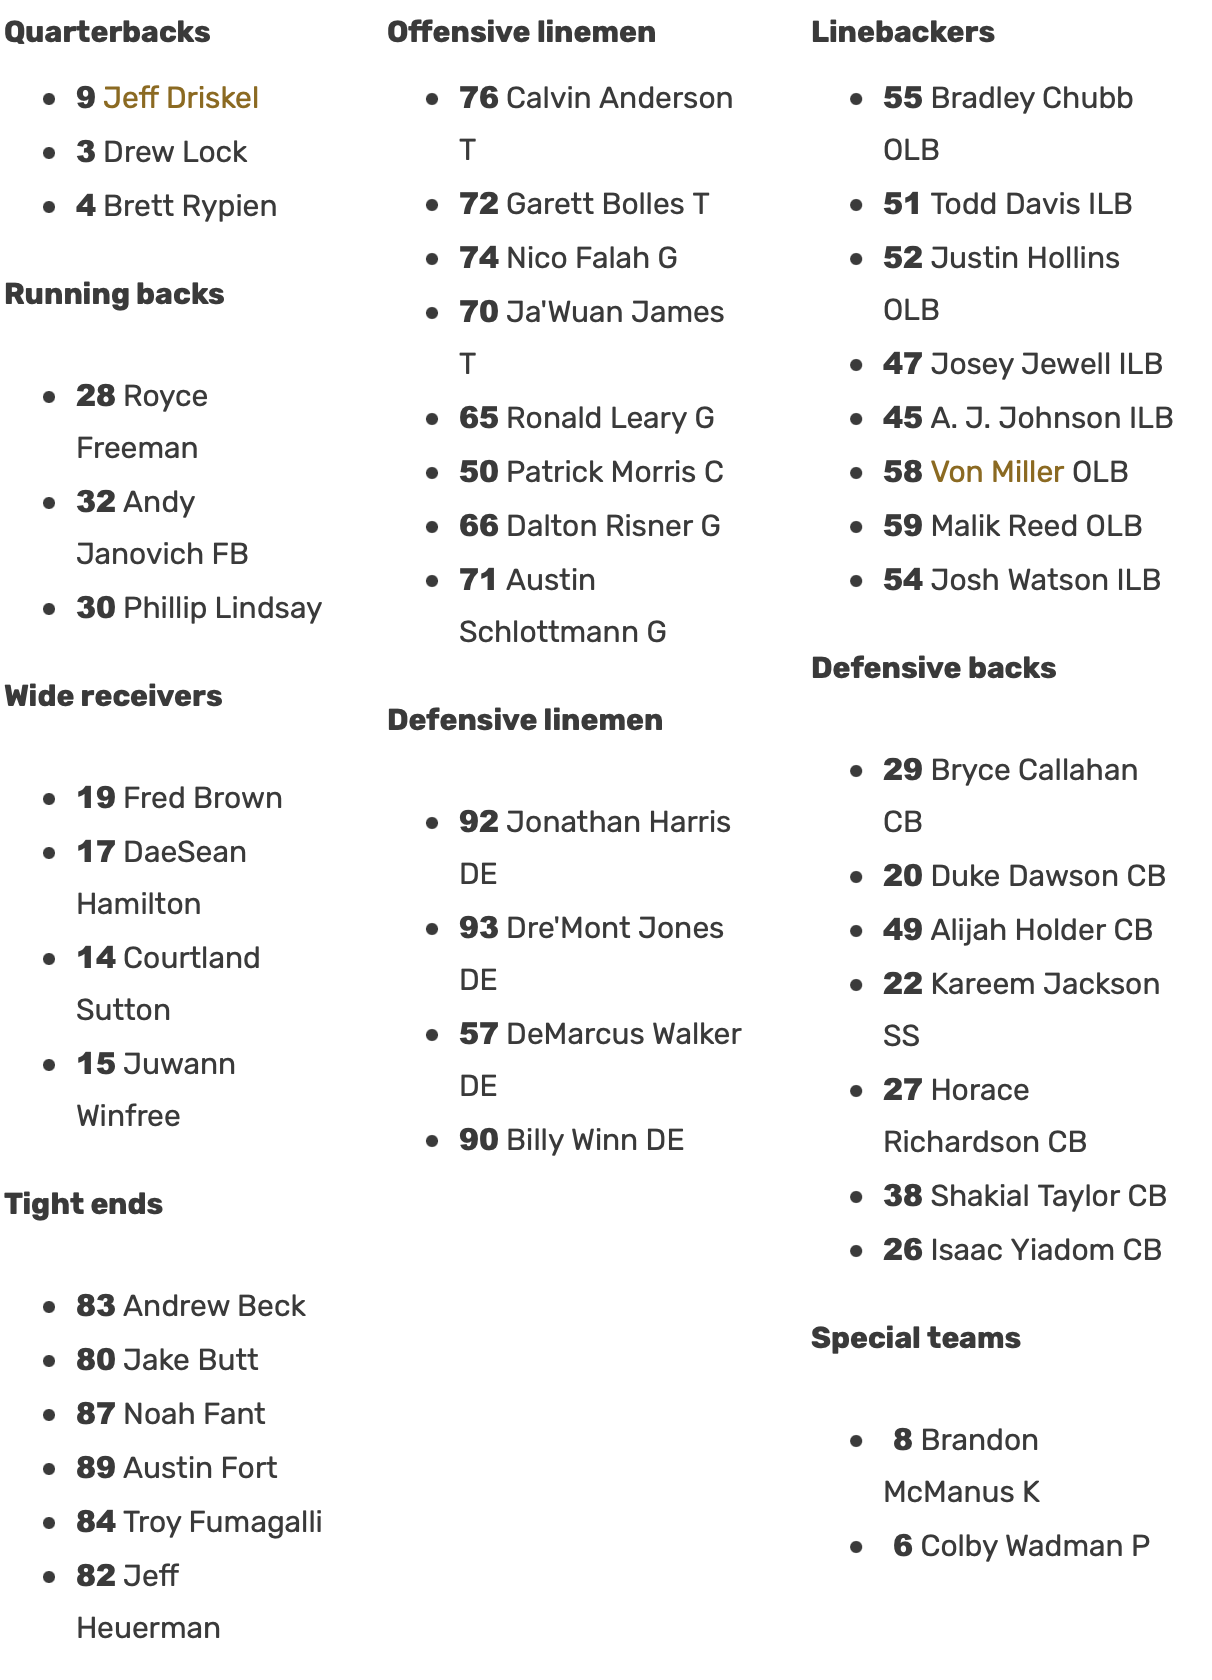 Quarterbacks
9 Jeff Driskel
3 Drew Lock
4 Brett Rypien
Running backs
28 Royce
Freeman
32 Andy
Janovich FB
30 Phillip Lindsay
Wide receivers
19 Fred Brown
17 DaeSean
Hamilton
14 Courtland
Sutton
15 Juwann
Winfree
Tight ends
83 Andrew Beck
80 Jake Butt
87 Noah Fant
89 Austin Fort
84 Troy Fumagalli
82 Jeff
Heuerman
Offensive linemen
76 Calvin Anderson
T
72 Garett Bolles T
74 Nico Falah G
70 Ja'Wuan James
T
65 Ronald Leary G
50 Patrick Morris C
66 Dalton Risner G
71 Austin
Schlottmann G
Defensive linemen
92 Jonathan Harris
DE
93 Dre'Mont Jones
DE
57 DeMarcus Walker
DE
90 Billy Winn DE
Linebackers
55 Bradley Chubb
OLB
51 Todd Davis ILB
52 Justin Hollins
OLB
47 Josey Jewell ILB
45 A. J. Johnson ILB
58 Von Miller OLB
59 Malik Reed OLB
54 Josh Watson ILB
Defensive backs
29 Bryce Callahan
CB
20 Duke Dawson CB
49 Alijah Holder CB
22 Kareem Jackson
SS
27 Horace
Richardson CB
38 Shakial Taylor CB
26 Isaac Yiadom CB
Special teams
8 Brandon
McManus K
6 Colby Wadman P